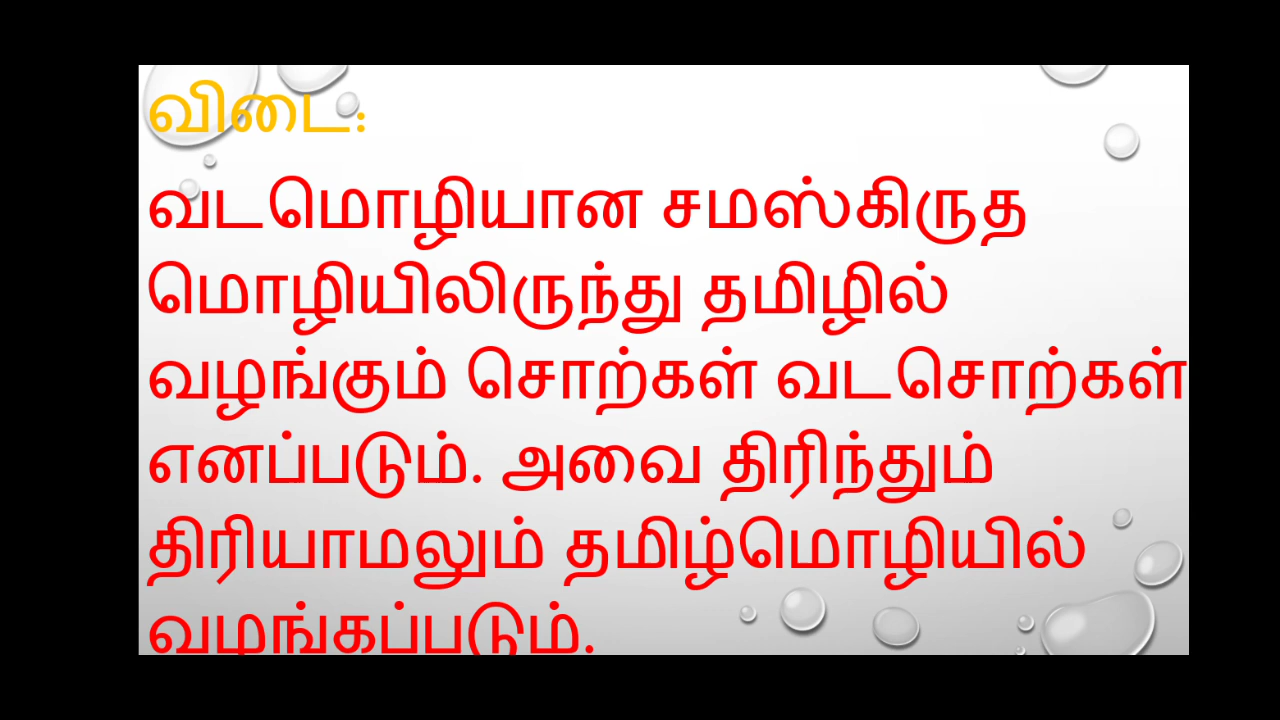 விடை:
வடமொழியான சமஸ்கிருத
மொழியிலிருந்து தமிழில்
வழங்கும் சொற்கள் வடசொற்கள்
எனப்படும். அவை திரிந்தும்
திரியாமலும் தமிழ்மொழியில்
வழங்கப்படும்.